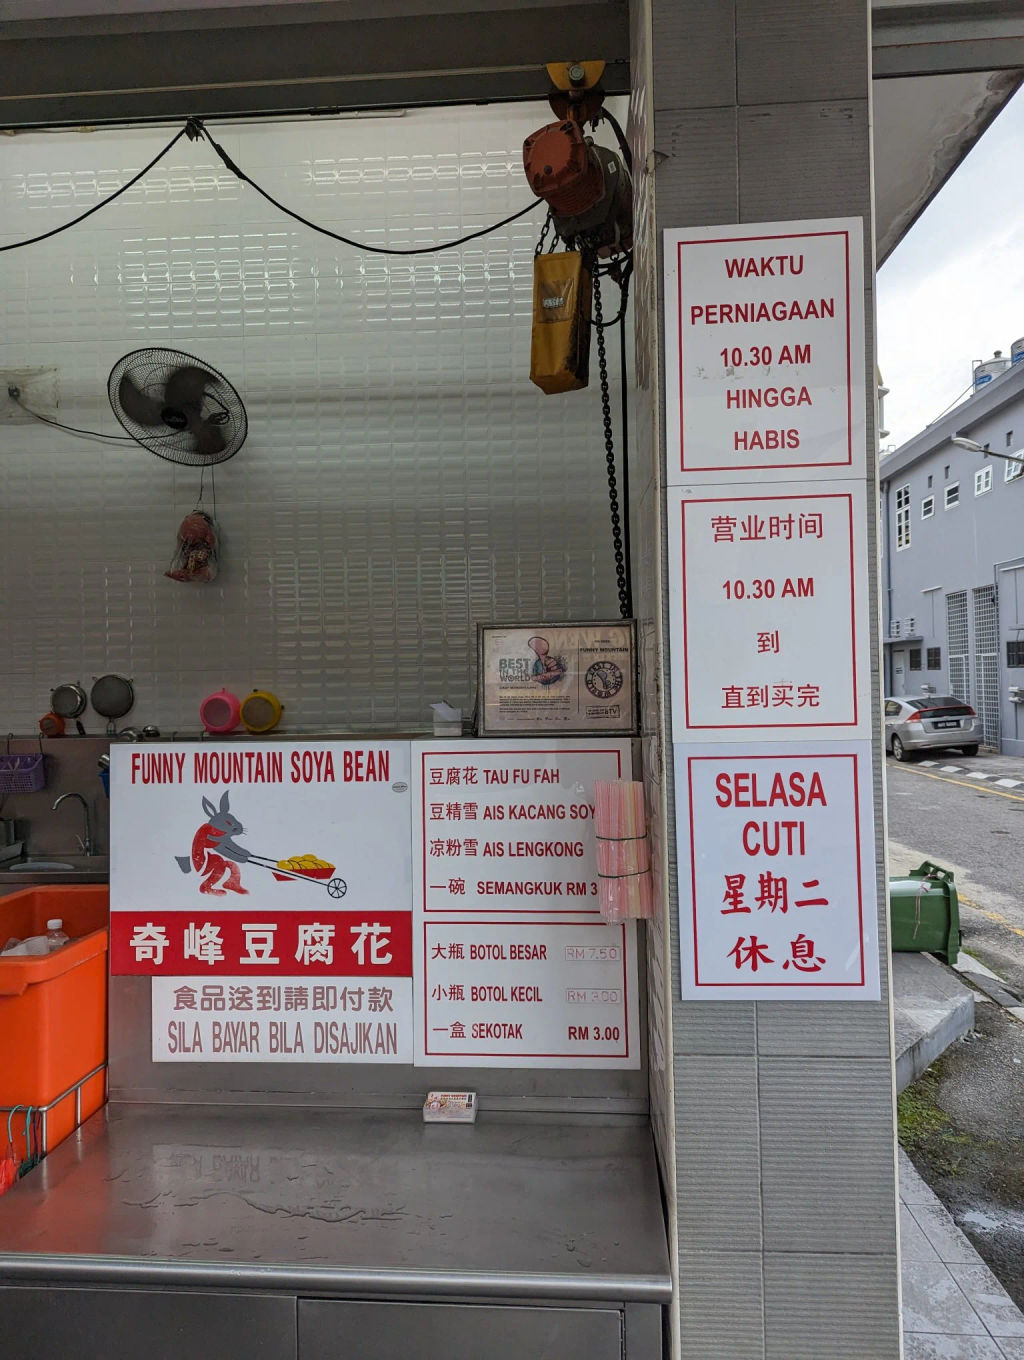 WAKTU
PERNIAGAAN
10.30 AM
HINGGA
HABIS
营业时间
10.30 AM
到
直到买完
SELASA
CUTI
星期二
休息
BEST
IN THE
WORLD
FUNNY MOUNTAIN
FUNNY MOUNTAIN SOYA BEAN
奇峰豆腐花
食品送到請即付款
SILA BAYAR BILA DISAJIKAN
豆腐花 TAU FU FAH
豆精雪 AIS KACANG SOY
凉粉雪 AIS LENGKONG
一碗 SEMANGKUK RM 3
大瓶 BOTOL BESAR RM 7.50
小瓶 BOTOL KECIL RM 3.00
一盒 SEKOTAK RM 3.00